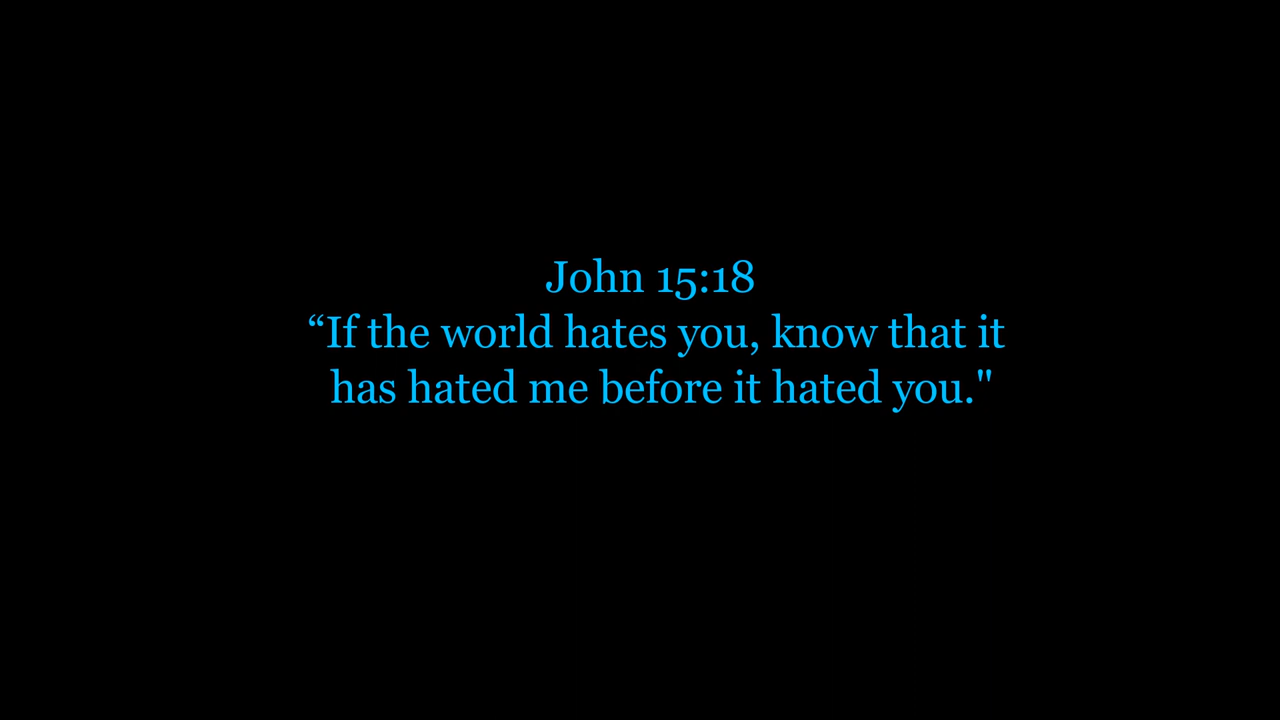 John 15:18
“If the world hates you, know that it
has hated me before it hated you."